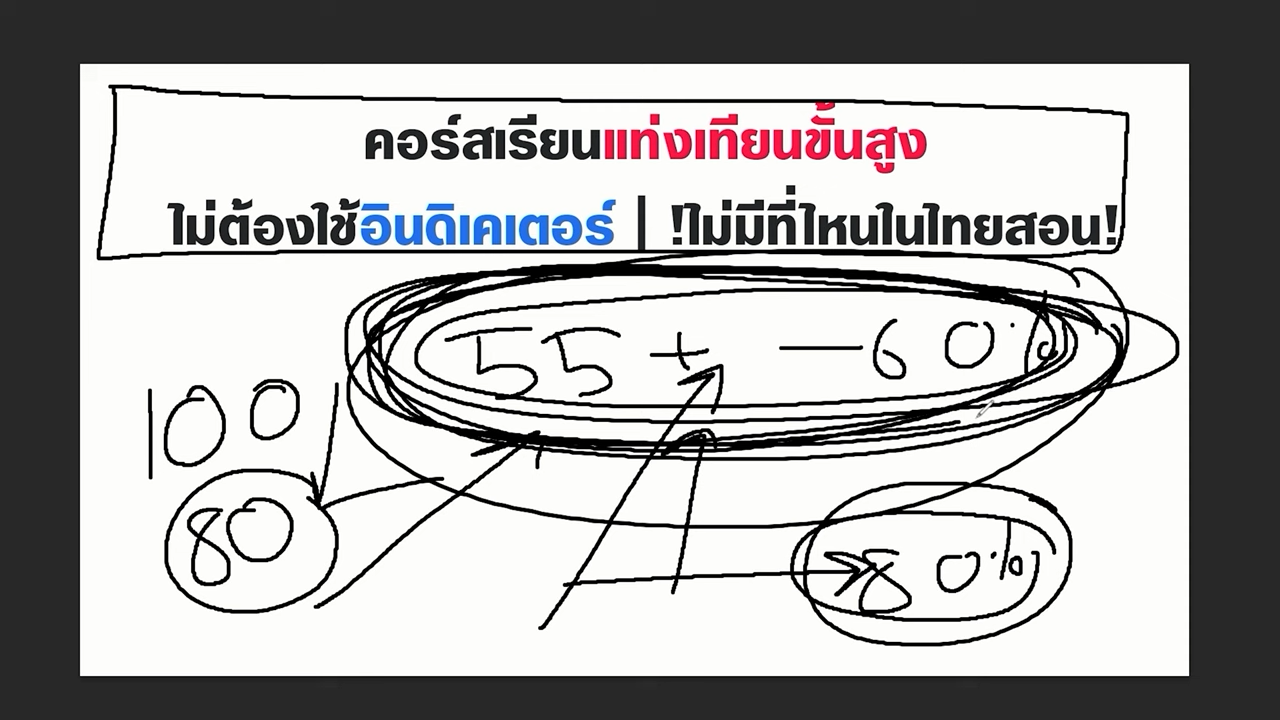 คอร์สเรียนแท่งเทียนขั้นสูง
ไม่ต้องใช้อินดิเคเตอร์ | !ไม่มีที่ไหนในไทยสอน!
55+ — 60%
100
80
80%